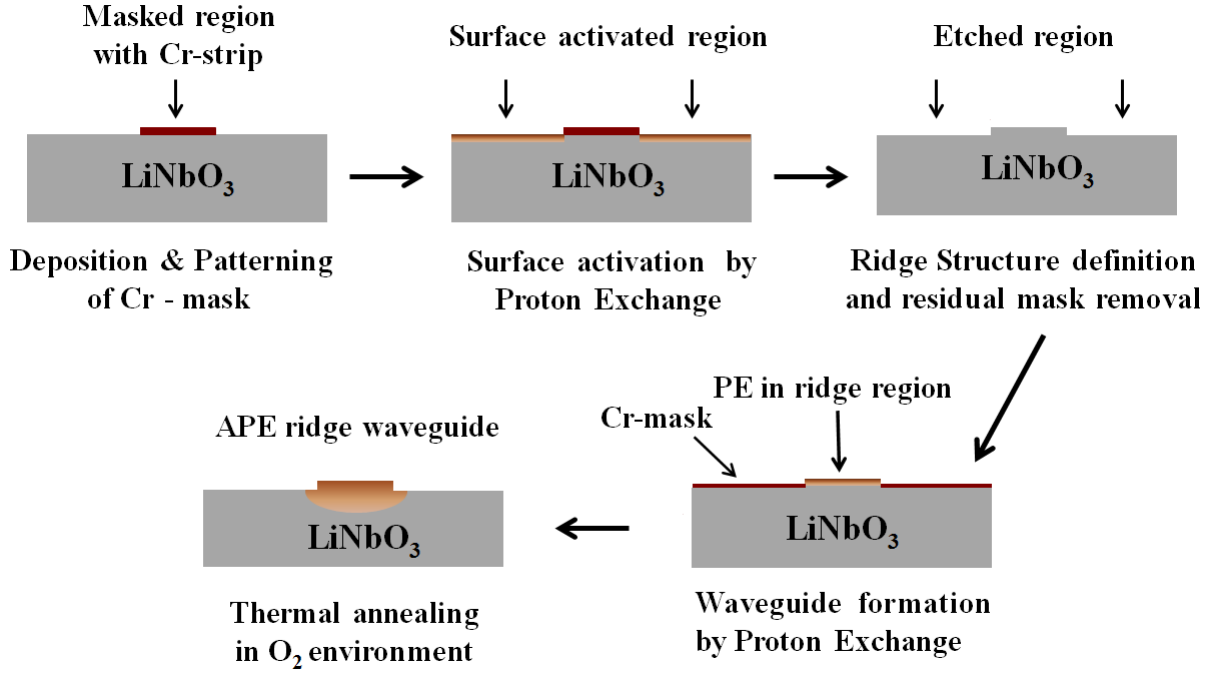 Masked region
with Cr-strip
LiNbO₃
Deposition & Patterning
of Cr - mask
Surface activated region
LiNbO₃
Surface activation by
Proton Exchange
Etched region
LiNbO₃
Ridge Structure definition
and residual mask removal
PE in ridge region
Cr-mask
LiNbO₃
Waveguide formation
by Proton Exchange
APE ridge waveguide
LiNbO₃
Thermal annealing
in O₂ environment